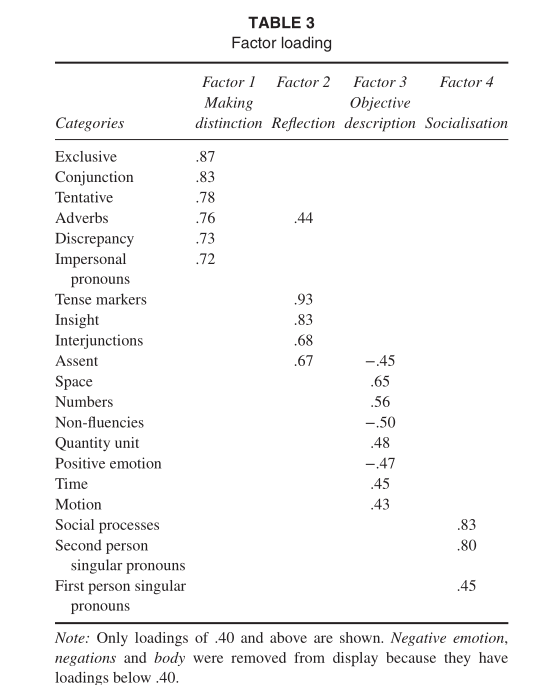 TABLE 3
Factor loading
Factor 1 Factor 2 Factor 3 Factor 4
Making Objective
Categories distinction Reflection description Socialisation
Exclusive .87
Conjunction .83
Tentative .78
Adverbs .76 .44
Discrepancy .73
Impersonal .72
pronouns
Tense markers .93
Insight .83
Interjunctions .68
Assent .67 −.45
Space .65
Numbers .56
Non-fluencies −.50
Quantity unit .48
Positive emotion −.47
Time .45
Motion .43
Social processes .83
Second person .80
singular pronouns
First person singular .45
pronouns
Note: Only loadings of .40 and above are shown. Negative emotion,
negations and body were removed from display because they have
loadings below .40.